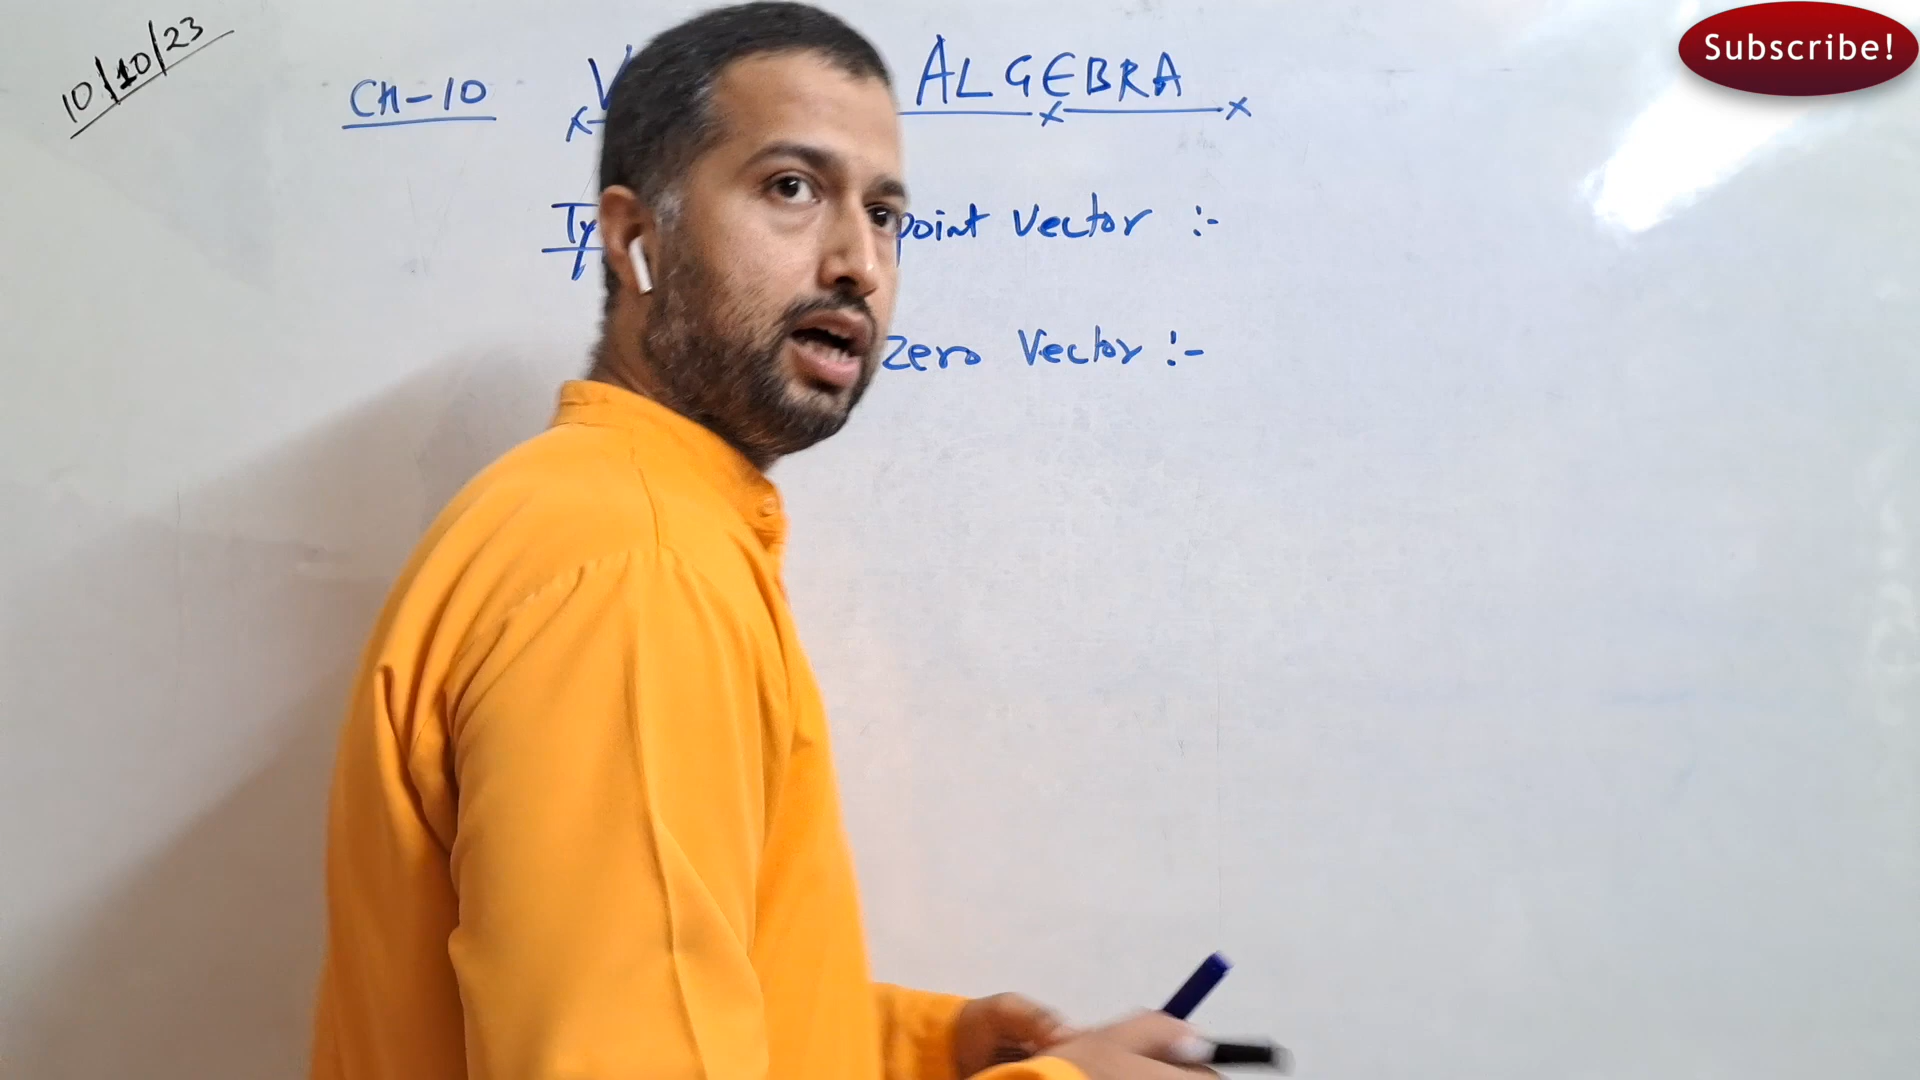 10/10/23
Subscribe!
CH-10 ALGEBRA
point Vector :-
Zero Vector :-